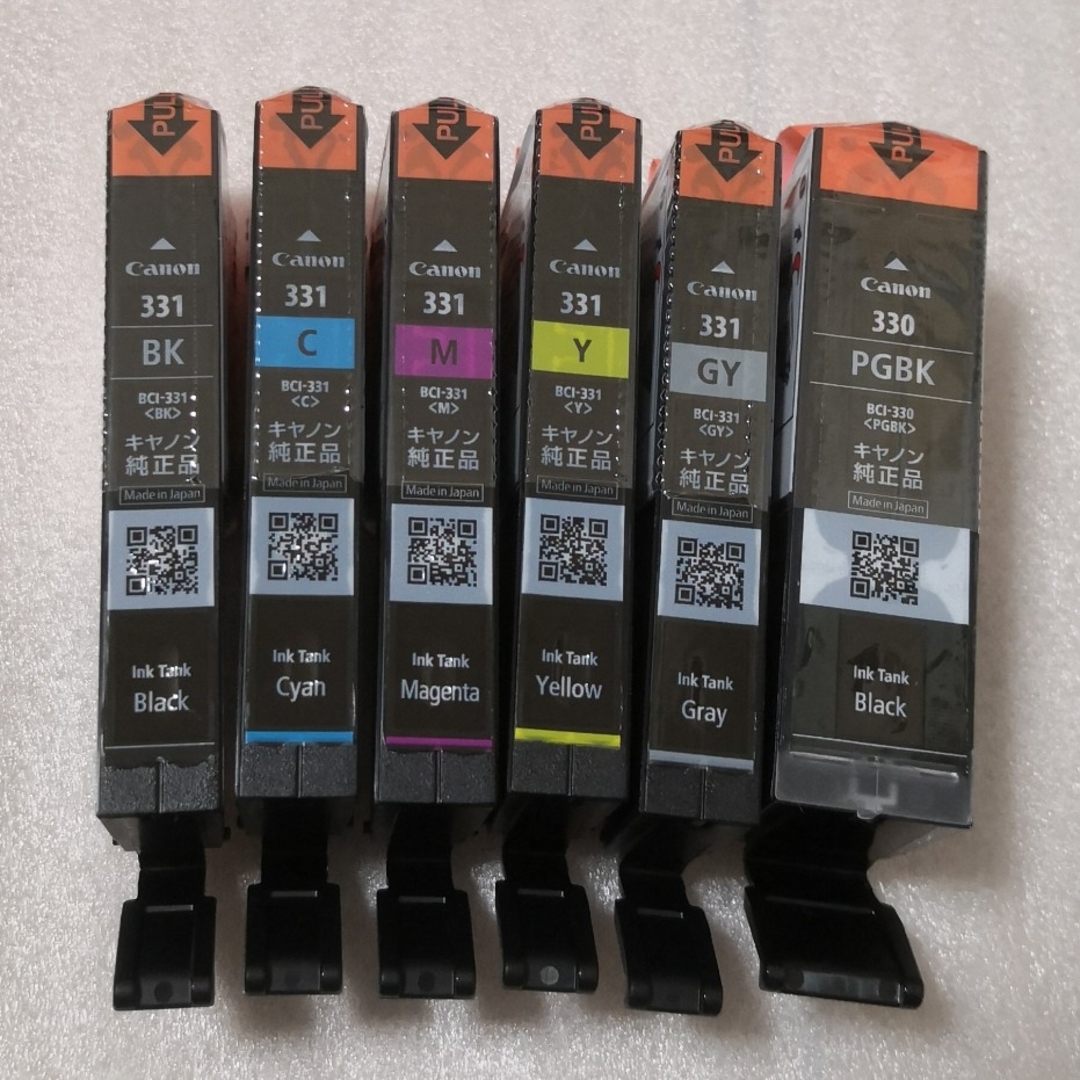 PULL
Canon
331
BK
BCI-331
<BK>
キヤノン
純正品
Made in Japan
Ink Tank
Black
PULL
Canon
331
C
BCI-331
<C>
キヤノン
純正品
Made in Japan
Ink Tank
Cyan
PULL
Canon
331
M
BCI-331
<M>
キヤノン
純正品
Made in Japan
Ink Tank
Magenta
PULL
Canon
331
Y
BCI-331
<Y>
キヤノン
純正品
Made in Japan
Ink Tank
Yellow
PULL
Canon
331
GY
BCI-331
<GY>
キヤノン
純正品
Made in Japan
Ink Tank
Gray
PULL
Canon
330
PGBK
BCI-330
<PGBK>
キヤノン
純正品
Made in Japan
Ink Tank
Black